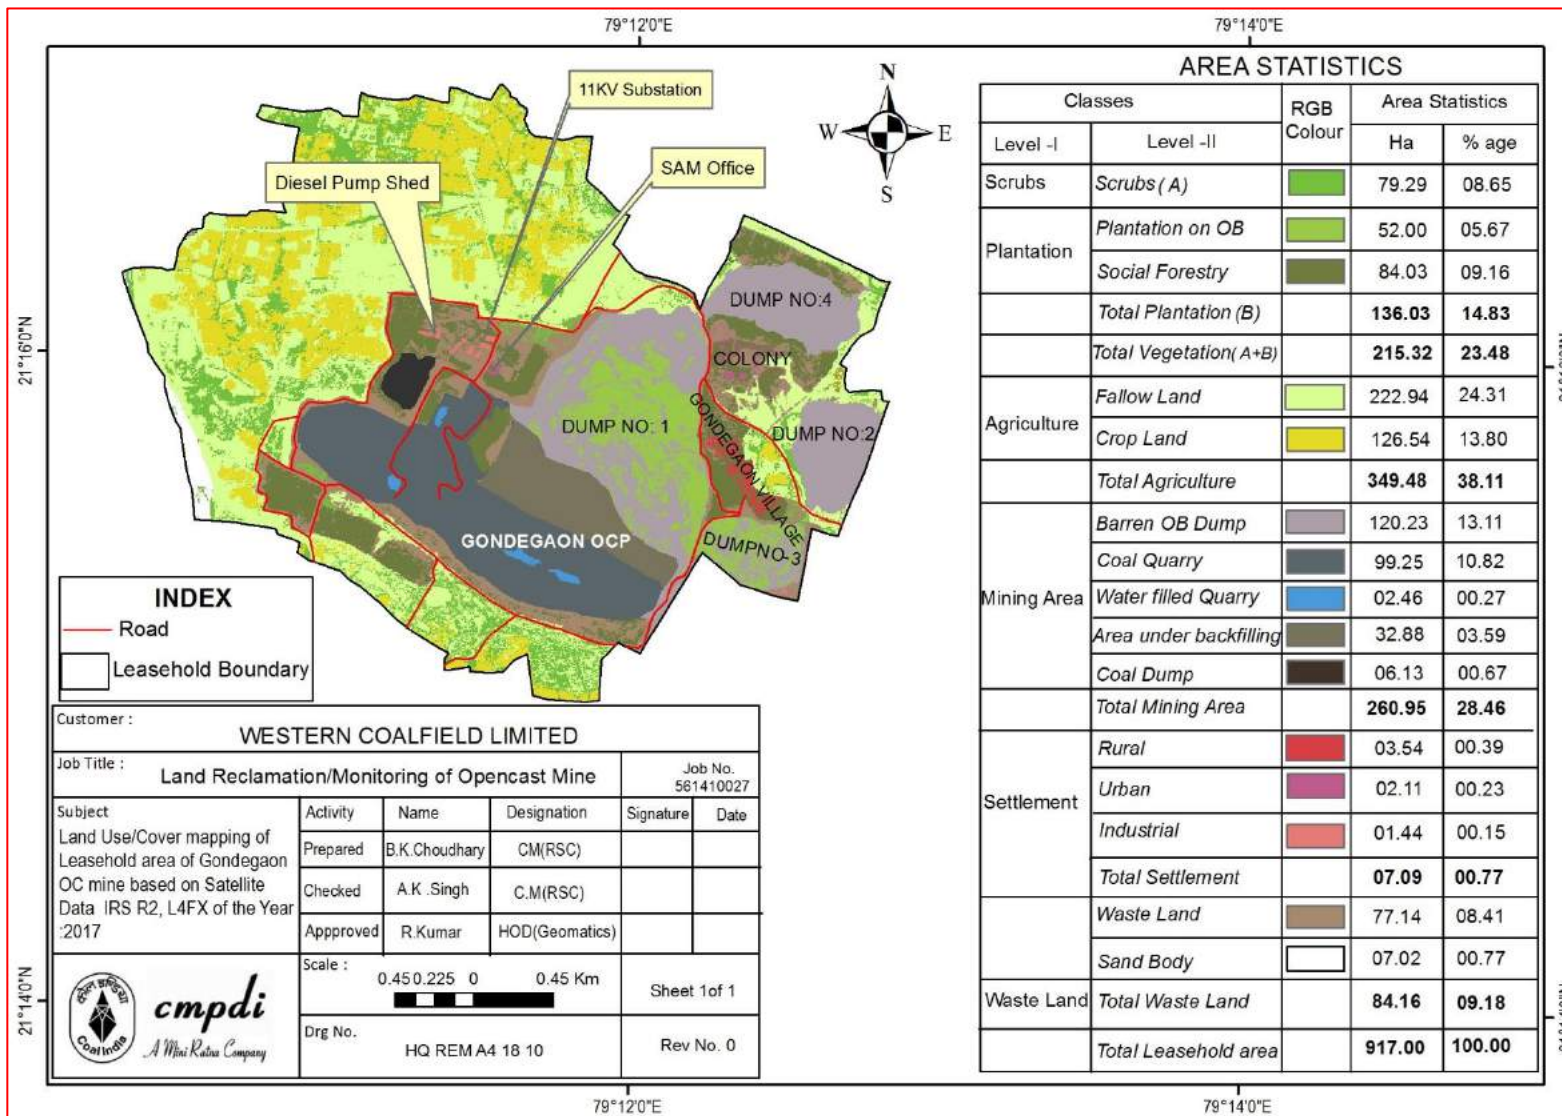 79°12'0"E
79°14'0"E
21°16'0"N
21°14'0"N
11KV Substation
SAM Office
Diesel Pump Shed
N
W
E
S
DUMP NO:4
COLONY
DUMP NO: 1
DUMP NO:2
GONDEGAON VILLAGE
DUMPNO-3
GONDEGAON OCP
INDEX
Road
Leasehold Boundary
Customer :
WESTERN COALFIELD LIMITED
Job Title :
Land Reclamation/Monitoring of Opencast Mine
Job No.
561410027
Subject
Land Use/Cover mapping of
Leasehold area of Gondegaon
OC mine based on Satellite
Data IRS R2, L4FX of the Year
:2017
Activity Name Designation Signature Date
Prepared B.K.Choudhary CM(RSC)
Checked A.K .Singh C.M(RSC)
Appproved R.Kumar HOD(Geomatics)
Scale :
0.45 0.225 0 0.45 Km
Sheet 1of 1
Drg No.
HQ REM A4 18 10
Rev No. 0
कोल इण्डिया
Coal India
cmpdi
A Mini Ratna Company
AREA STATISTICS
Classes RGB Colour Area Statistics
Level -I Level -II Ha % age
Scrubs Scrubs ( A) 79.29 08.65
Plantation
Plantation on OB 52.00 05.67
Social Forestry 84.03 09.16
Total Plantation (B) 136.03 14.83
Total Vegetation( A+B) 215.32 23.48
Agriculture
Fallow Land 222.94 24.31
Crop Land 126.54 13.80
Total Agriculture 349.48 38.11
Mining Area
Barren OB Dump 120.23 13.11
Coal Quarry 99.25 10.82
Water filled Quarry 02.46 00.27
Area under backfilling 32.88 03.59
Coal Dump 06.13 00.67
Total Mining Area 260.95 28.46
Settlement
Rural 03.54 00.39
Urban 02.11 00.23
Industrial 01.44 00.15
Total Settlement 07.09 00.77
Waste Land 77.14 08.41
Sand Body 07.02 00.77
Waste Land Total Waste Land 84.16 09.18
Total Leasehold area 917.00 100.00
79°12'0"E
79°14'0"E